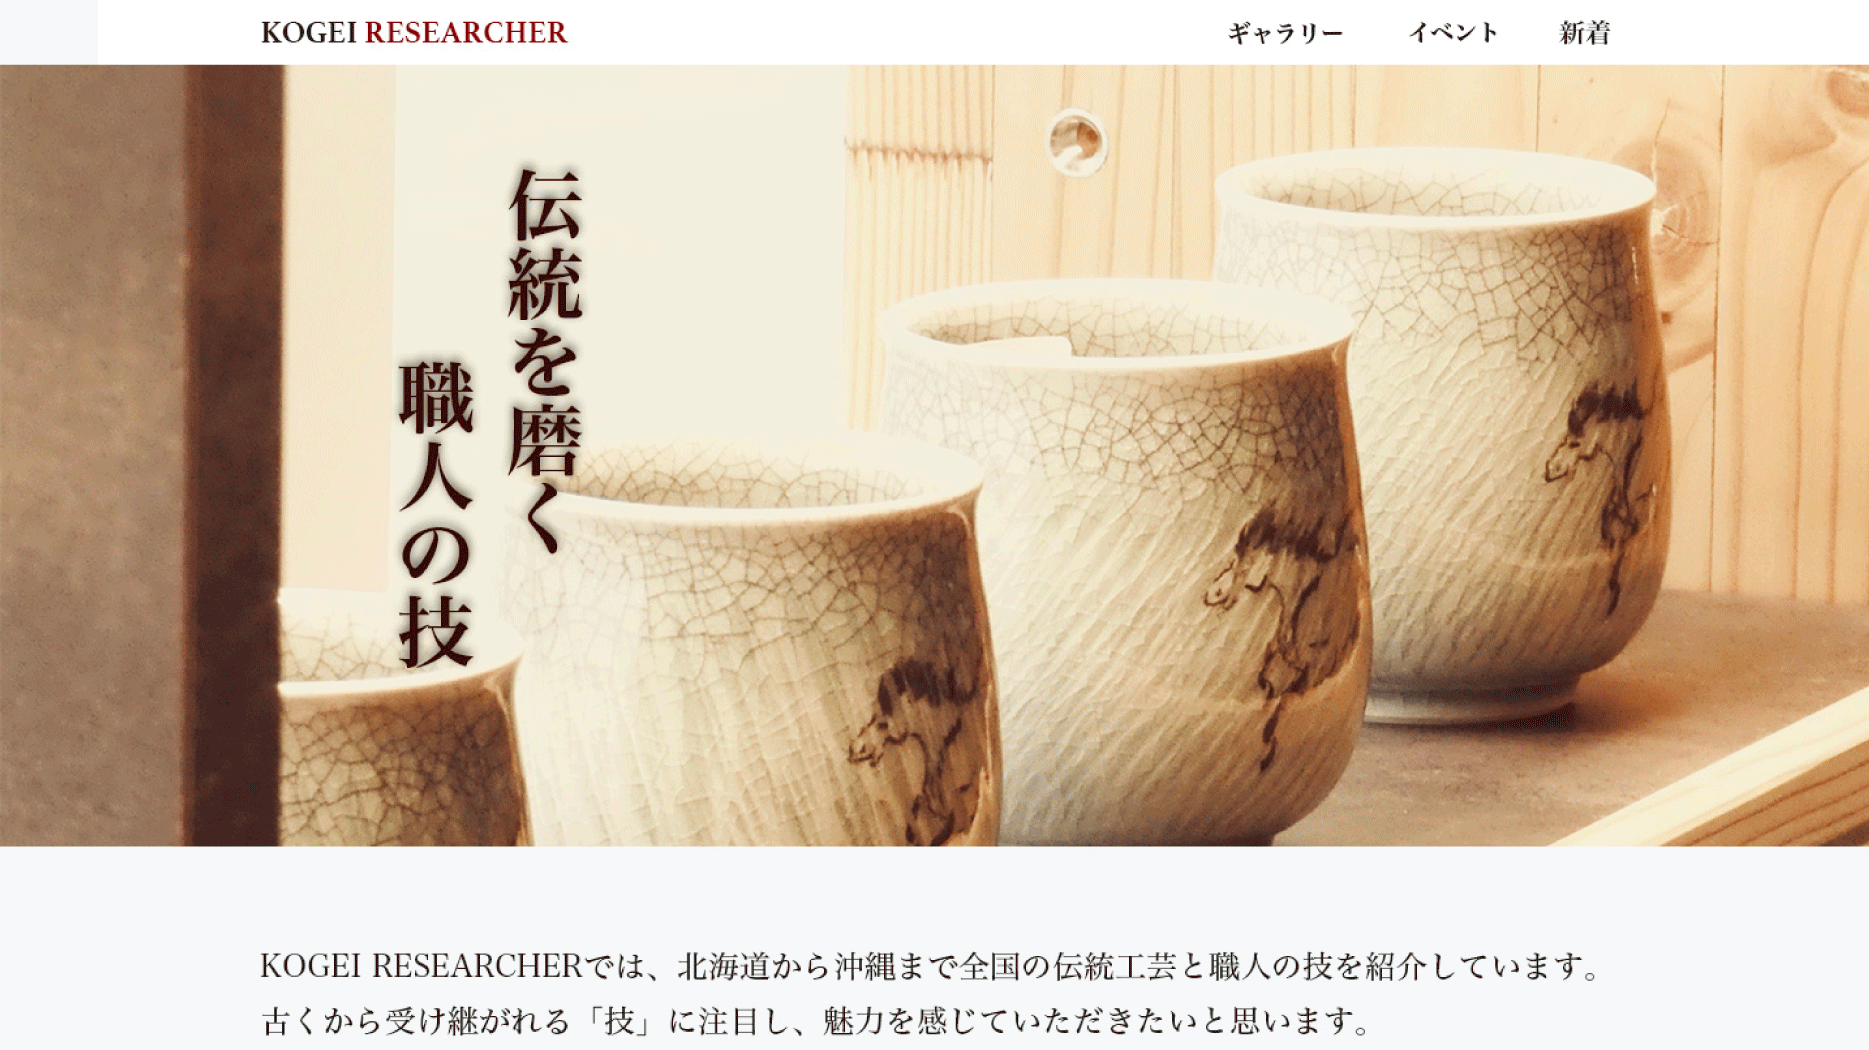 KOGEI RESEARCHER
ギャラリー
イベント
新着
伝統を磨く
職人の技
KOGEI RESEARCHERでは、北海道から沖縄まで全国の伝統工芸と職人の技を紹介しています。
古くから受け継がれる「技」に注目し、魅力を感じていただきたいと思います。